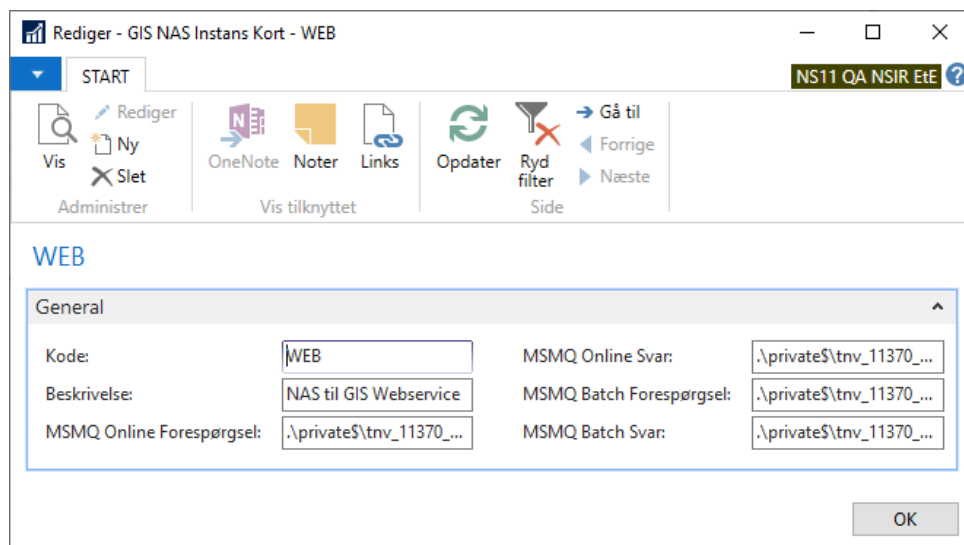 Rediger - GIS NAS Instans Kort - WEB
START
NS11 QA NSIR EtE
Vis
Rediger
Ny
Slet
Administrer
OneNote
Noter
Links
Vis tilknyttet
Opdater
Ryd filter
Gå til
Forrige
Næste
Side
WEB
General
Kode: WEB
Beskrivelse: NAS til GIS Webservice
MSMQ Online Forespørgsel: .\private$\tnv_11370_...
MSMQ Online Svar: .\private$\tnv_11370_...
MSMQ Batch Forespørgsel: .\private$\tnv_11370_...
MSMQ Batch Svar: .\private$\tnv_11370_...
OK